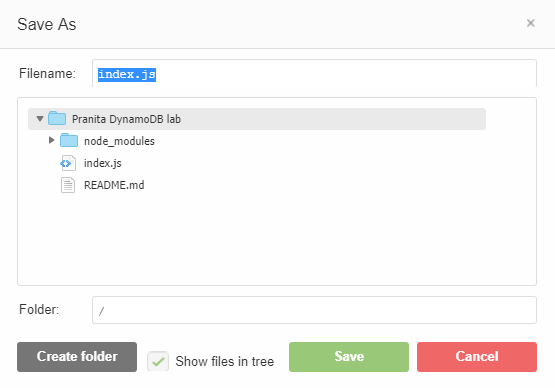 Save As
×
Filename: index.js
Pranita DynamoDB lab
node_modules
index.js
README.md
Folder: /
Create folder Show files in tree Save Cancel